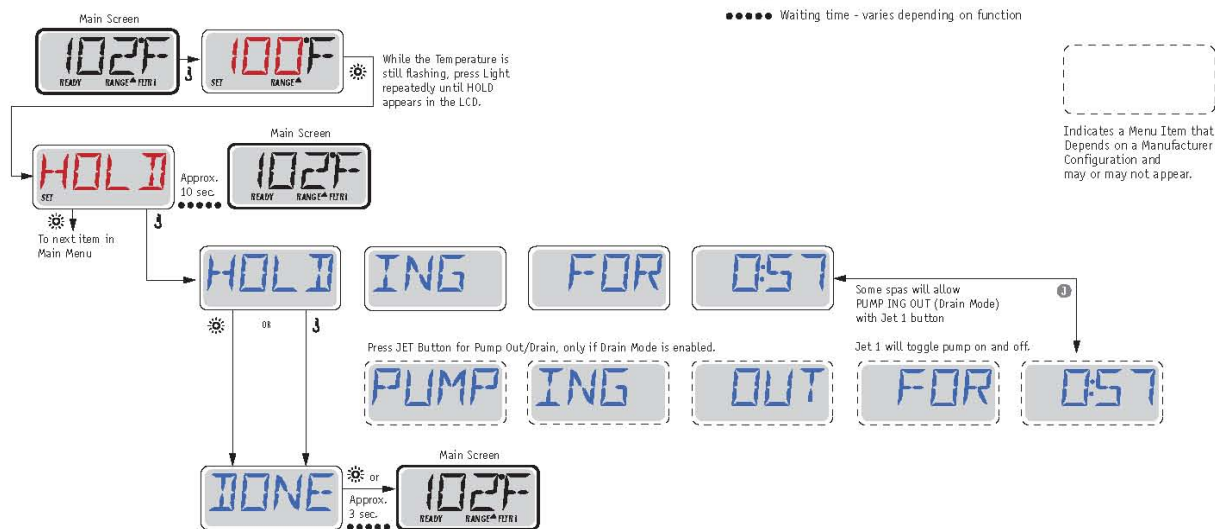 Main Screen
102°F
READY RANGE FLTR1
100°F
SET RANGE
While the Temperature is
still flashing, press Light
repeatedly until HOLD
appears in the LCD.
Waiting time - varies depending on function
Indicates a Menu Item that
Depends on a Manufacturer
Configuration and
may or may not appear.
HOLD
SET
Approx.
10 sec.
Main Screen
102°F
READY RANGE FLTR1
To next item in
Main Menu
HOLD
ING
FOR
0:57
Some spas will allow
PUMP ING OUT (Drain Mode)
with Jet 1 button
J
OR
Press JET Button for Pump Out/Drain, only if Drain Mode is enabled.
Jet 1 will toggle pump on and off.
PUMP
ING
OUT
FOR
0:57
DONE
or
Approx.
3 sec.
Main Screen
102°F
READY RANGE FLTR1